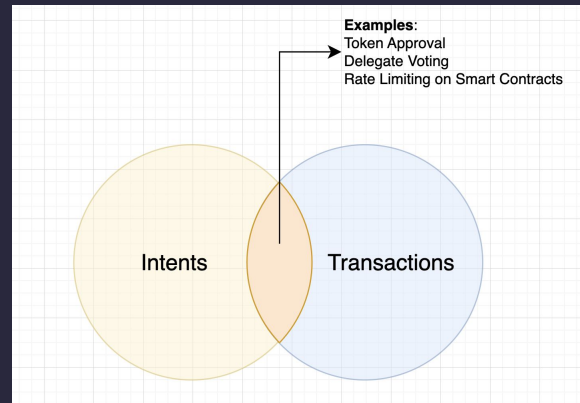 Examples:
Token Approval
Delegate Voting
Rate Limiting on Smart Contracts
Intents
Transactions